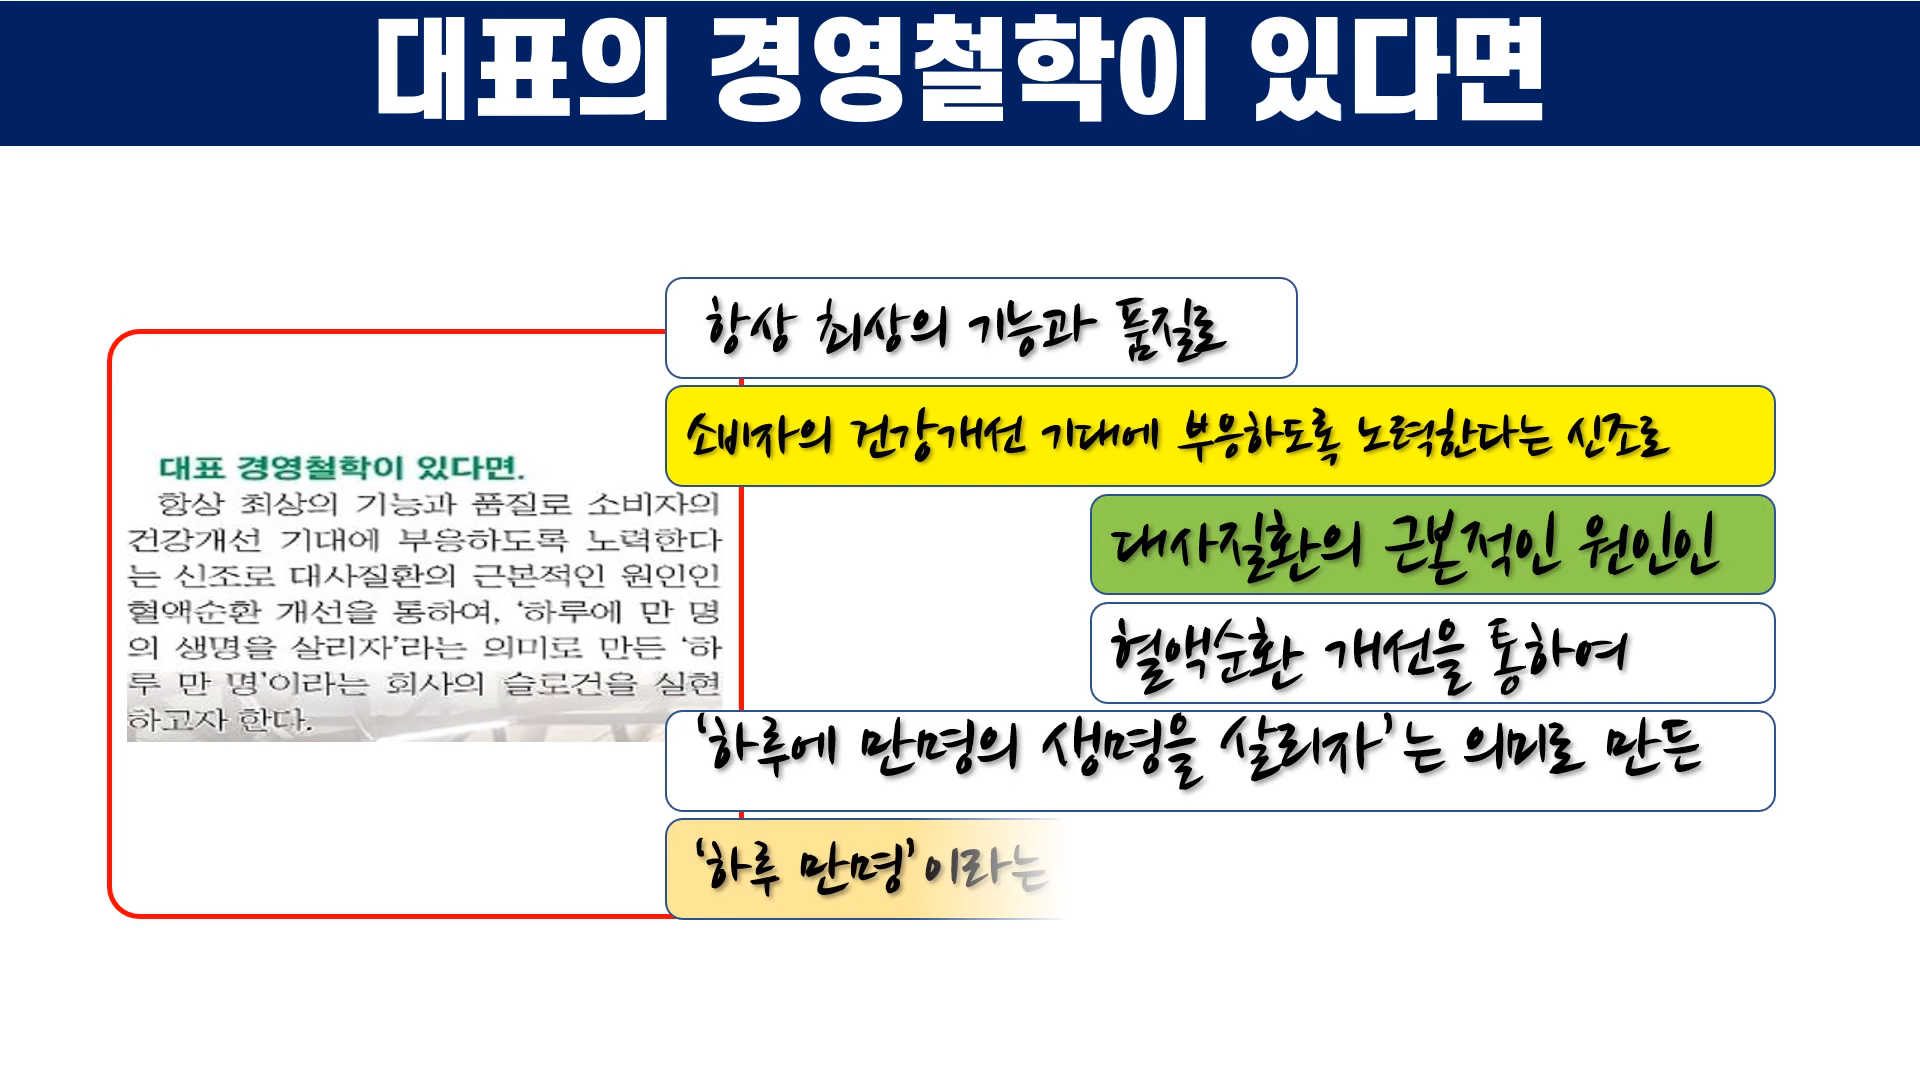 대표의 경영철학이 있다면
대표 경영철학이 있다면.
항상 최상의 기능과 품질로 소비자의
건강개선 기대에 부응하도록 노력한다
는 신조로 대사질환의 근본적인 원인인
혈액순환 개선을 통하여, ‘하루에 만 명
의 생명을 살리자’라는 의미로 만든 ‘하
루 만 명’이라는 회사의 슬로건을 실현
하고자 한다.
항상 최상의 기능과 품질로
소비자의 건강개선 기대에 부응하도록 노력한다는 신조로
대사질환의 근본적인 원인인
혈액순환 개선을 통하여
‘하루에 만명의 생명을 살리자’는 의미로 만든
‘하루 만명’이라는